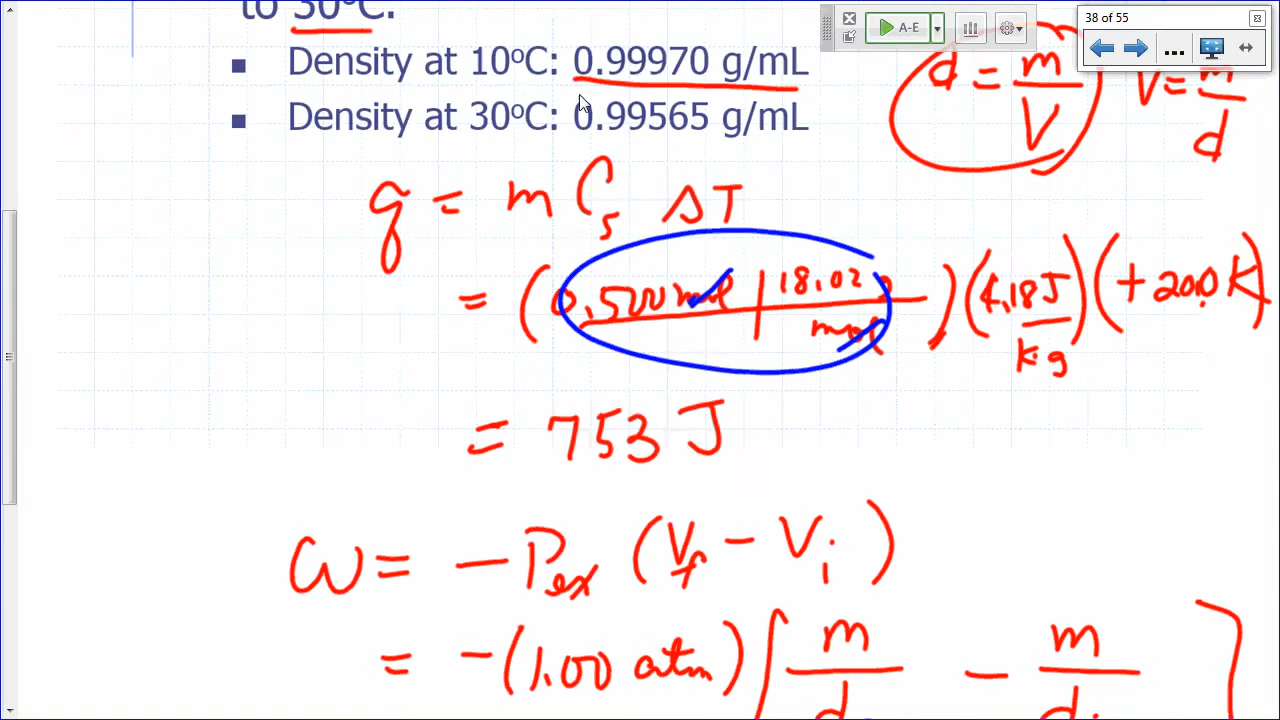 to 30°C.
38 of 55
A-E
▪ Density at 10°C: 0.99970 g/mL
▪ Density at 30°C: 0.99565 g/mL
d = m/V V = m/d
q = m Cs ΔT
= (0.500 mol | 18.02 g/mol)(4.18 J/K·g)(+20.0 K)
= 753 J
w = -Pex (Vf - Vi)
= -(1.00 atm)[m/d - m/di]